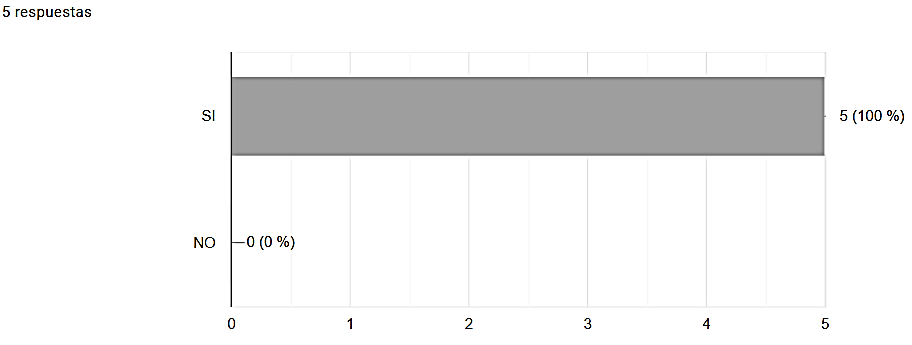 5 respuestas
SI
5 (100 %)
NO
0 (0 %)
0 1 2 3 4 5